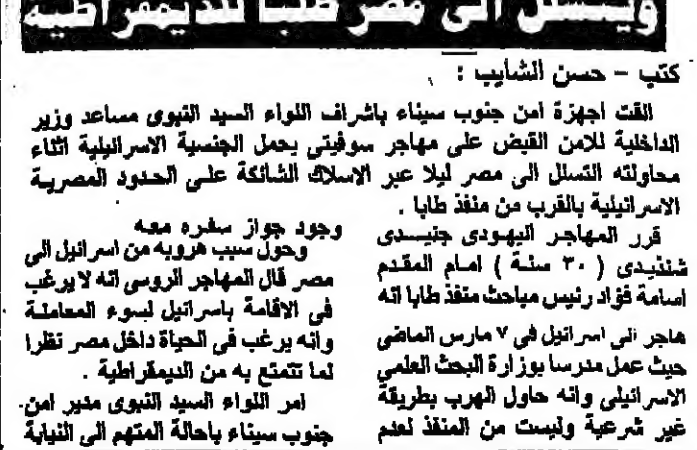 ويتسلل الى مصر طلبا للديمقراطية
كتب - حسن الشايب :
القت اجهزة امن جنوب سيناء باشراف اللواء السيد النبوى مساعد وزير
الداخلية للامن القبض على مهاجر سوفيتى يحمل الجنسية الاسرائيلية اثناء
محاولته التسلل الى مصر ليلا عبر الاسلاك الشائكة على الحدود المصرية
الاسرائيلية بالقرب من منفذ طابا .
قرر المهاجر اليهودى جنيدى
شنتيدى ( ٣٠ سنة ) امام المقدم
اسامة فؤاد رئيس مباحث منفذ طابا انه
هاجر الى اسرائيل فى ٧ مارس الماضى
حيث عمل مدرسا بوزارة البحث العلمي
الاسرائيلى وانه حاول الهرب بطريقة
غير شرعية وليست من المنفذ لعدم
وجود جواز سفره معه
وحول سبب هروبه من اسرائيل الى
مصر قال المهاجر الروسى انه لا يرغب
فى الاقامة باسرائيل لسوء المعاملة
وانه يرغب فى الحياة داخل مصر نظرا
لما تتمتع به من الديمقراطية .
امر اللواء السيد النبوى مدير امن
جنوب سيناء باحالة المتهم الى النيابة